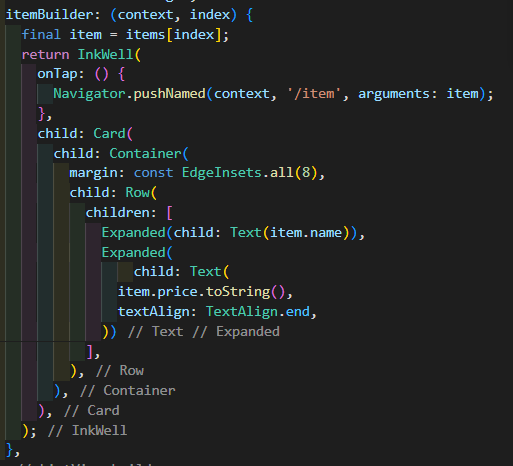 itemBuilder: (context, index) {
  final item = items[index];
  return InkWell(
    onTap: () {
      Navigator.pushNamed(context, '/item', arguments: item);
    },
    child: Card(
      child: Container(
        margin: const EdgeInsets.all(8),
        child: Row(
          children: [
            Expanded(child: Text(item.name)),
            Expanded(
                child: Text(
              item.price.toString(),
              textAlign: TextAlign.end,
            )) // Text // Expanded
          ],
        ), // Row
      ), // Container
    ), // Card
  ); // InkWell
},